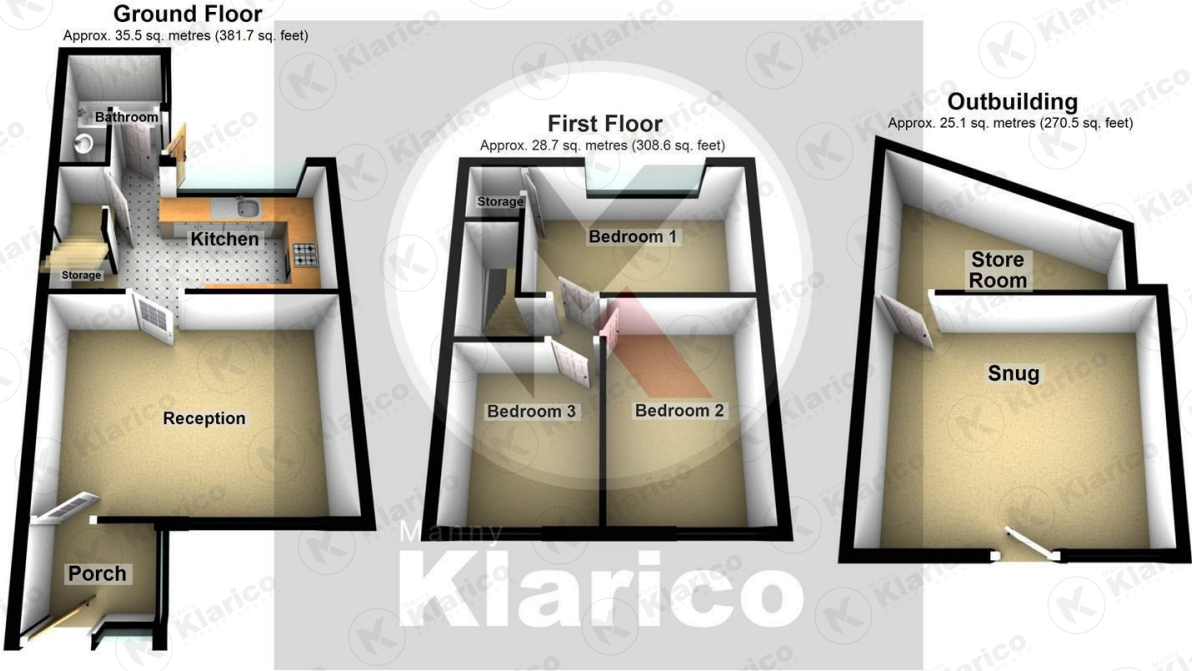 Ground Floor
Approx. 35.5 sq. metres (381.7 sq. feet)
Bathroom
Kitchen
Storage
Reception
Porch
First Floor
Approx. 28.7 sq. metres (308.6 sq. feet)
Storage
Bedroom 1
Bedroom 3
Bedroom 2
Outbuilding
Approx. 25.1 sq. metres (270.5 sq. feet)
Store
Room
Snug
Manny
Klarico